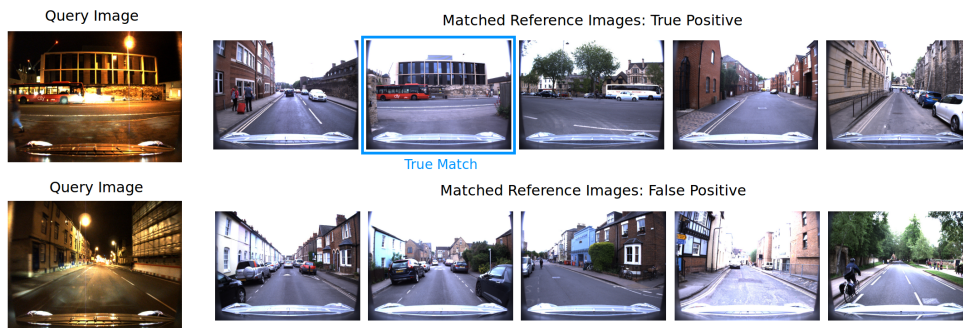 Query Image
Matched Reference Images: True Positive
True Match
Query Image
Matched Reference Images: False Positive